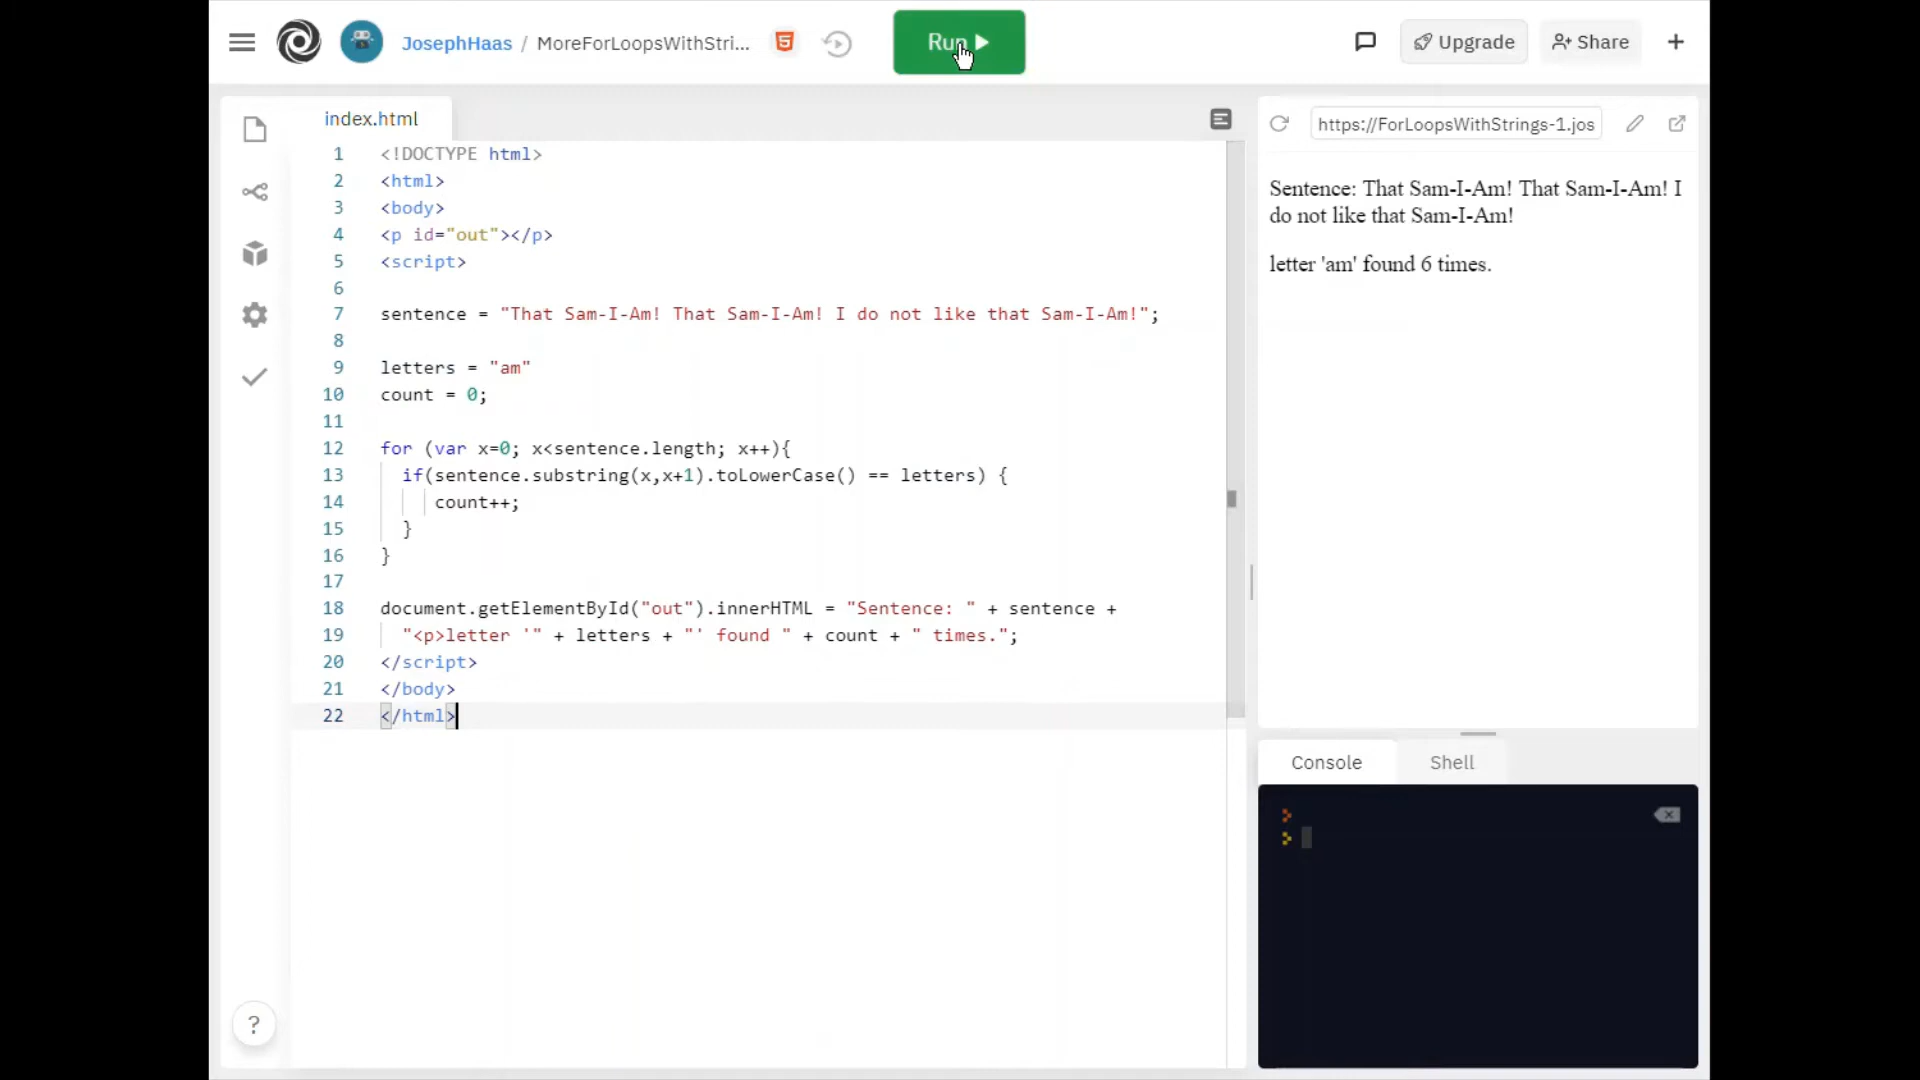 JosephHaas / MoreForLoopsWithStri...
Run
Upgrade
Share
index.html
1 <!DOCTYPE html>
2 <html>
3 <body>
4 <p id="out"></p>
5 <script>
6
7 sentence = "That Sam-I-Am! That Sam-I-Am! I do not like that Sam-I-Am!";
8
9 letters = "am"
10 count = 0;
11
12 for (var x=0; x<sentence.length; x++){
13 if(sentence.substring(x,x+1).toLowerCase() == letters) {
14 count++;
15 }
16 }
17
18 document.getElementById("out").innerHTML = "Sentence: " + sentence +
19 "<p>letter '" + letters + "' found " + count + " times.";
20 </script>
21 </body>
22 </html>
?
https://ForLoopsWithStrings-1.jos
Sentence: That Sam-I-Am! That Sam-I-Am! I
do not like that Sam-I-Am!
letter 'am' found 6 times.
Console
Shell